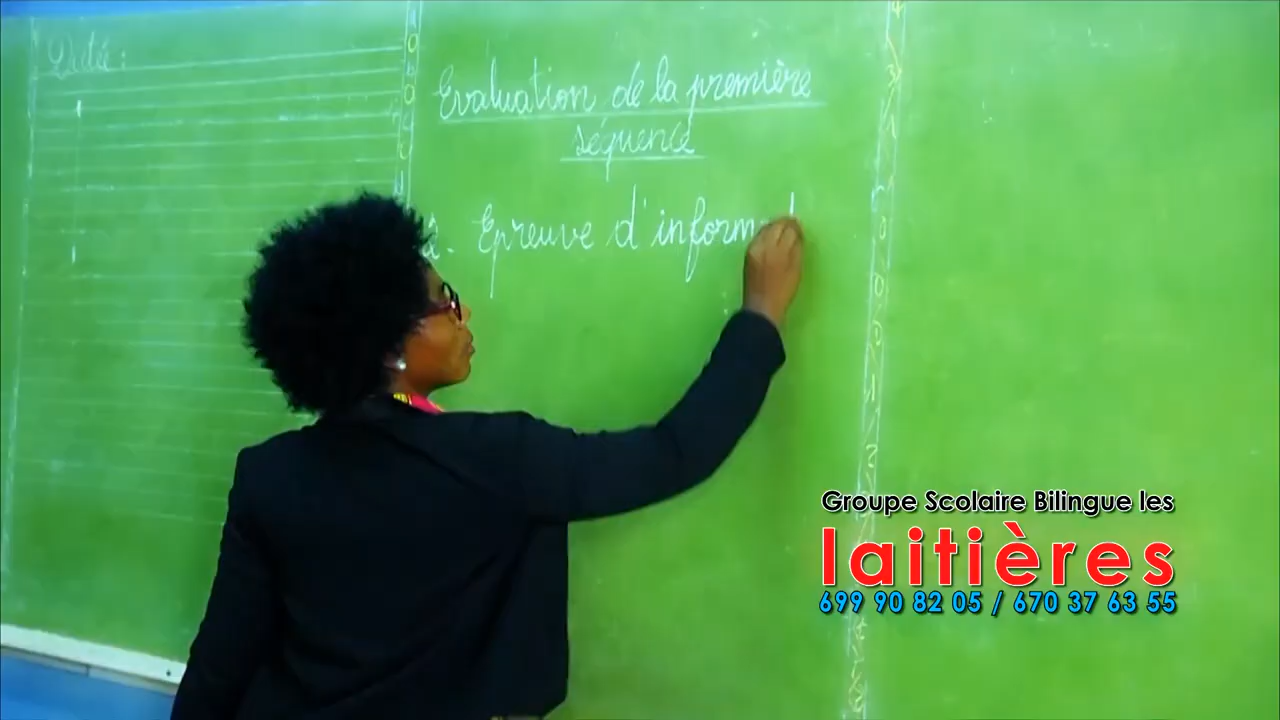 Dictée :
Evaluation de la première
séquence
Epreuve d'inform
Groupe Scolaire Bilingue les
laitières
699 90 82 05 / 670 37 63 55